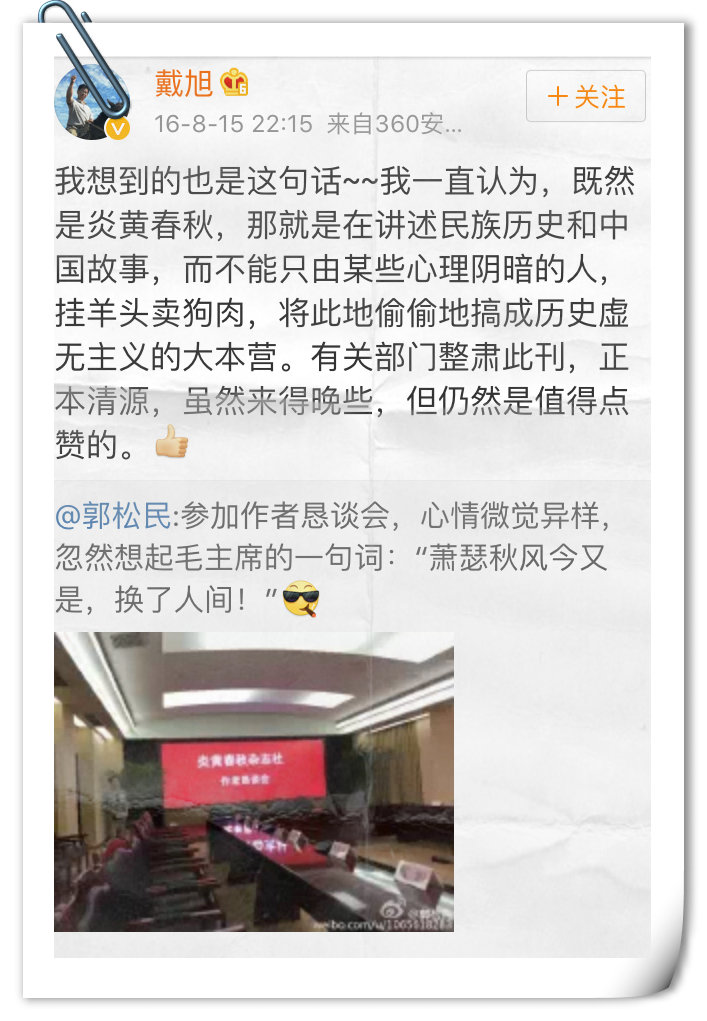 戴旭
+关注
16-8-15 22:15 来自360安...
我想到的也是这句话~~我一直认为，既然
是炎黄春秋，那就是在讲述民族历史和中
国故事，而不能只由某些心理阴暗的人，
挂羊头卖狗肉，将此地偷偷地搞成历史虚
无主义的大本营。有关部门整肃此刊，正
本清源，虽然来得晚些，但仍然是值得点
赞的。
@郭松民:参加作者恳谈会，心情微觉异样，
忽然想起毛主席的一句词：“萧瑟秋风今又
是，换了人间！”
炎黄春秋杂志社
作者恳谈会